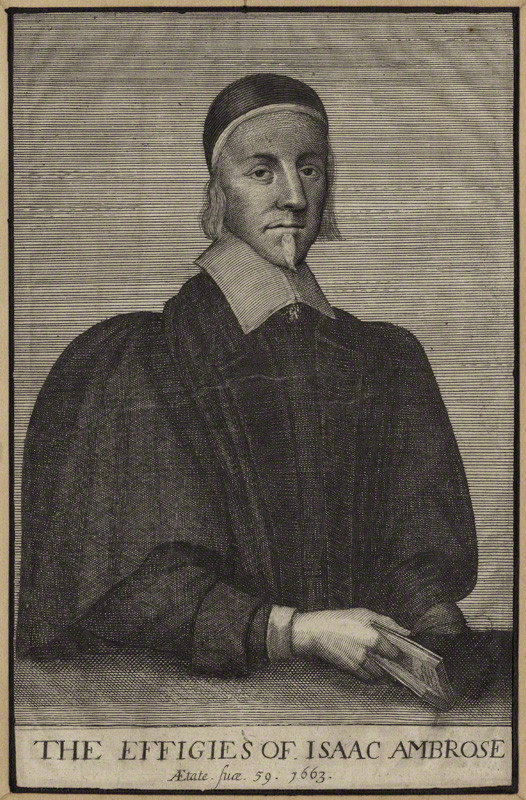 THE EFFIGIES OF ISAAC AMBROSE
Ætate. suæ. 59. 1663.